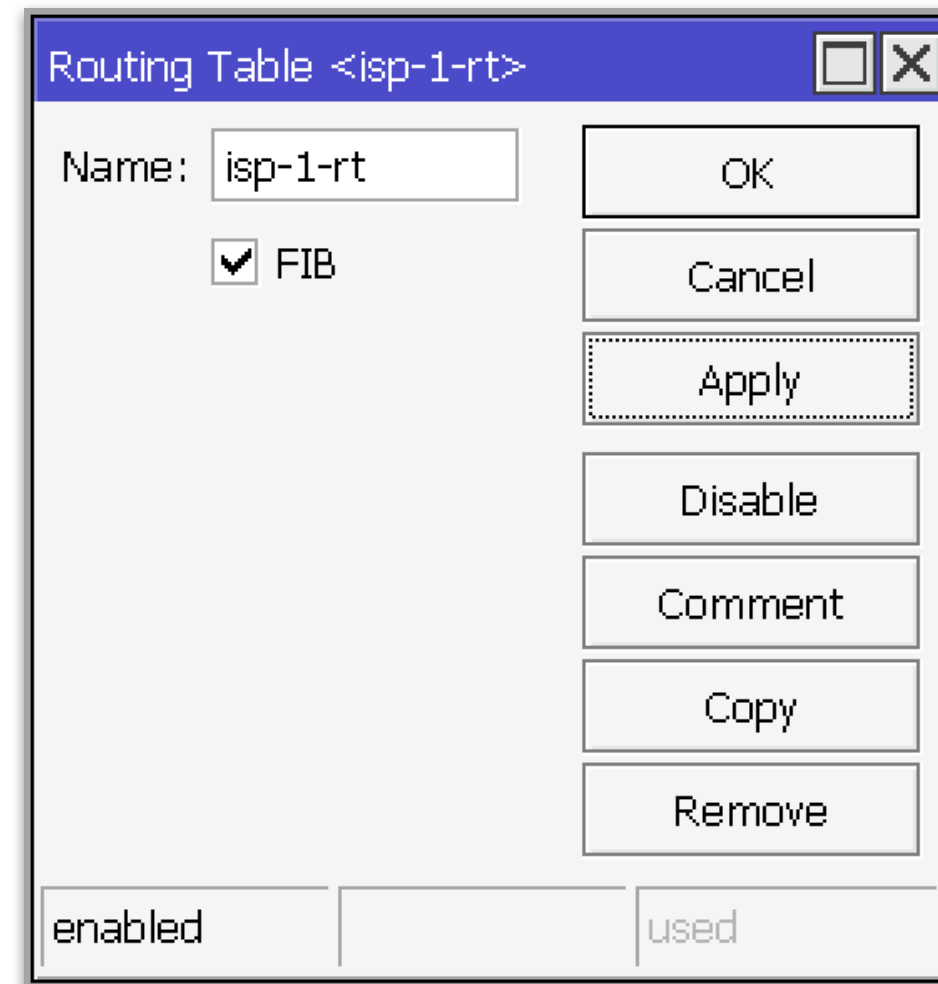 Routing Table <isp-1-rt>
Name: isp-1-rt
FIB
OK
Cancel
Apply
Disable
Comment
Copy
Remove
enabled
used